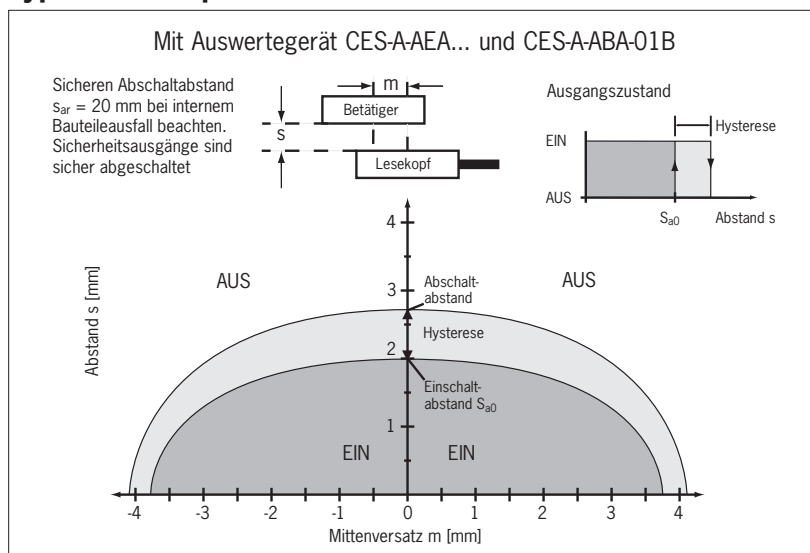 Mit Auswertegerät CES-A-AEA... und CES-A-ABA-01B
Sicheren Abschaltabstand
sar = 20 mm bei internem
Bauteileausfall beachten.
Sicherheitsausgänge sind
sicher abgeschaltet
m
Betätiger
s
Lesekopf
Ausgangszustand
Hysterese
EIN
AUS
Sa0
Abstand s
4
AUS
AUS
3
Abschalt-
abstand
Hysterese
2
Einschalt-
abstand Sa0
1
EIN
EIN
Abstand s [mm]
-4 -3 -2 -1 0 1 2 3 4
Mittenversatz m [mm]